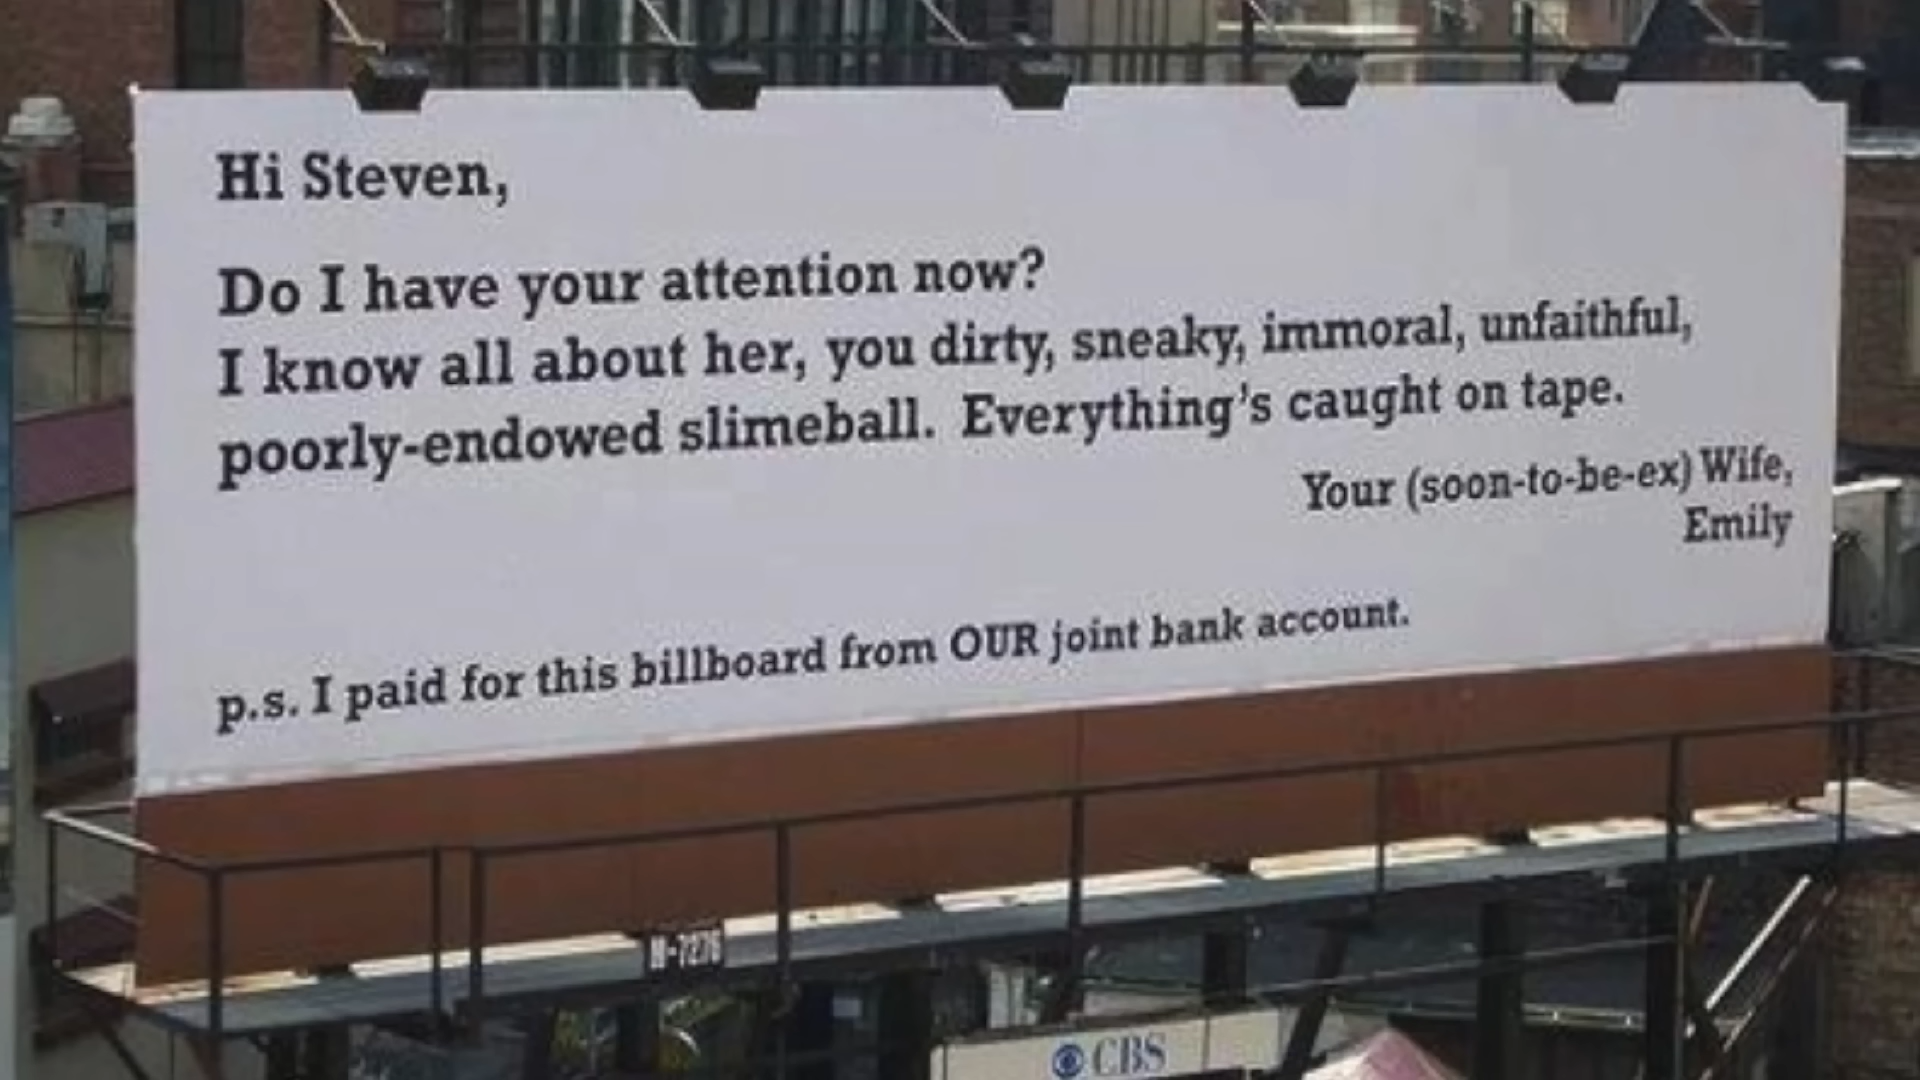 Hi Steven,
Do I have your attention now?
I know all about her, you dirty, sneaky, immoral, unfaithful,
poorly-endowed slimeball. Everything's caught on tape.
Your (soon-to-be-ex) Wife,
Emily
p.s. I paid for this billboard from OUR joint bank account.
H-7276
CBS